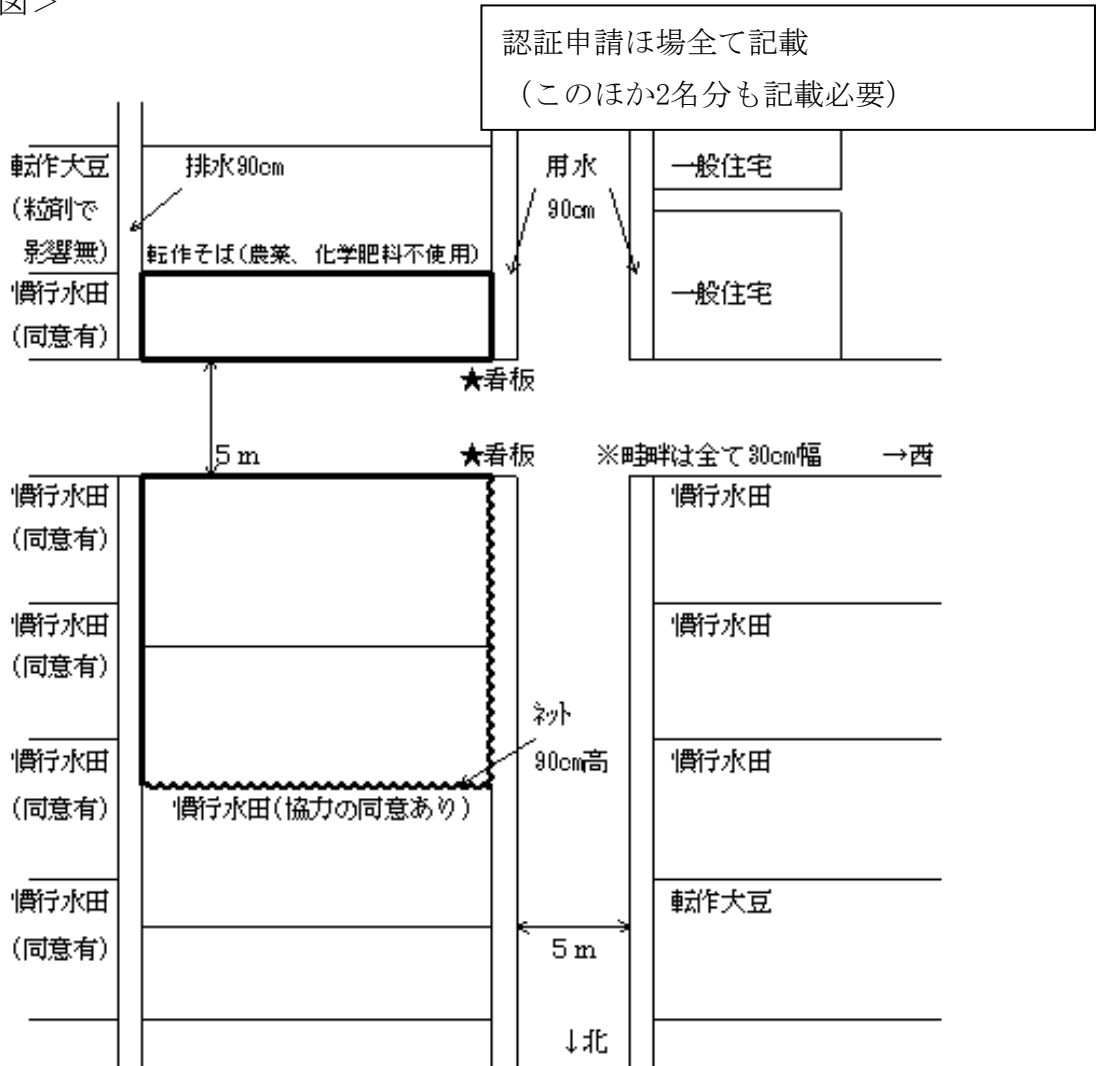 図>
認証申請ほ場全て記載
(このほか2名分も記載必要)
転作大豆
(粒剤で
影響無)
排水90cm
用水
90cm
一般住宅
転作そば(農薬、化学肥料不使用)
慣行水田
(同意有)
一般住宅
★看板
5m
★看板
※畦畔は全て30cm幅
→西
慣行水田
(同意有)
慣行水田
慣行水田
(同意有)
慣行水田
ネット
90cm高
慣行水田
(同意有)
慣行水田
慣行水田(協力の同意あり)
慣行水田
(同意有)
転作大豆
5m
↓北